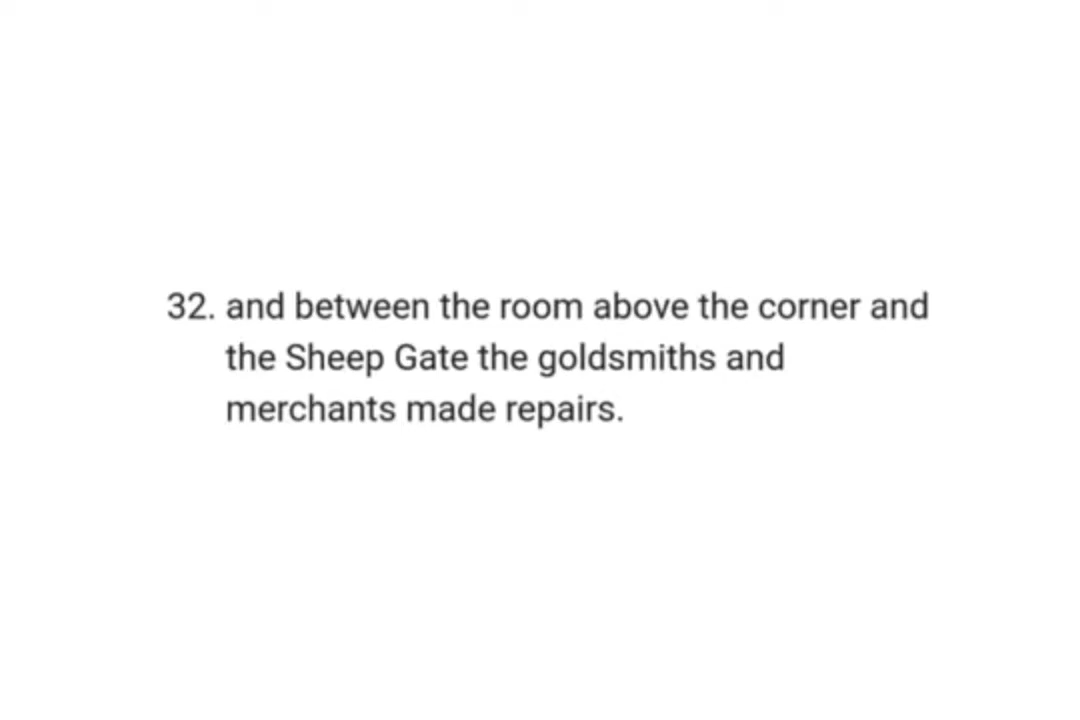 32. and between the room above the corner and
the Sheep Gate the goldsmiths and
merchants made repairs.